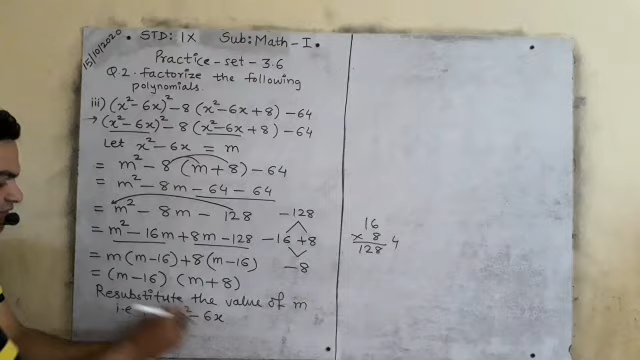 15/10/2020
• STD: IX Sub: Math - I.
Practice - set - 3.6
Q.2. factorize the following
polynomials.
iii) (x² - 6x)² - 8 (x² - 6x + 8) - 64
→ (x² - 6x)² - 8 (x² - 6x + 8) - 64
Let x² - 6x = m
= m² - 8 (m + 8) - 64
= m² - 8m - 64 - 64
= m² - 8m - 128
= m² - 16m + 8m - 128
= m (m - 16) + 8 (m - 16)
= (m - 16) (m + 8)
Resubstitute the value of m
i.e ² - 6x
-128
-16 +8
-8
16
× 8
128
4